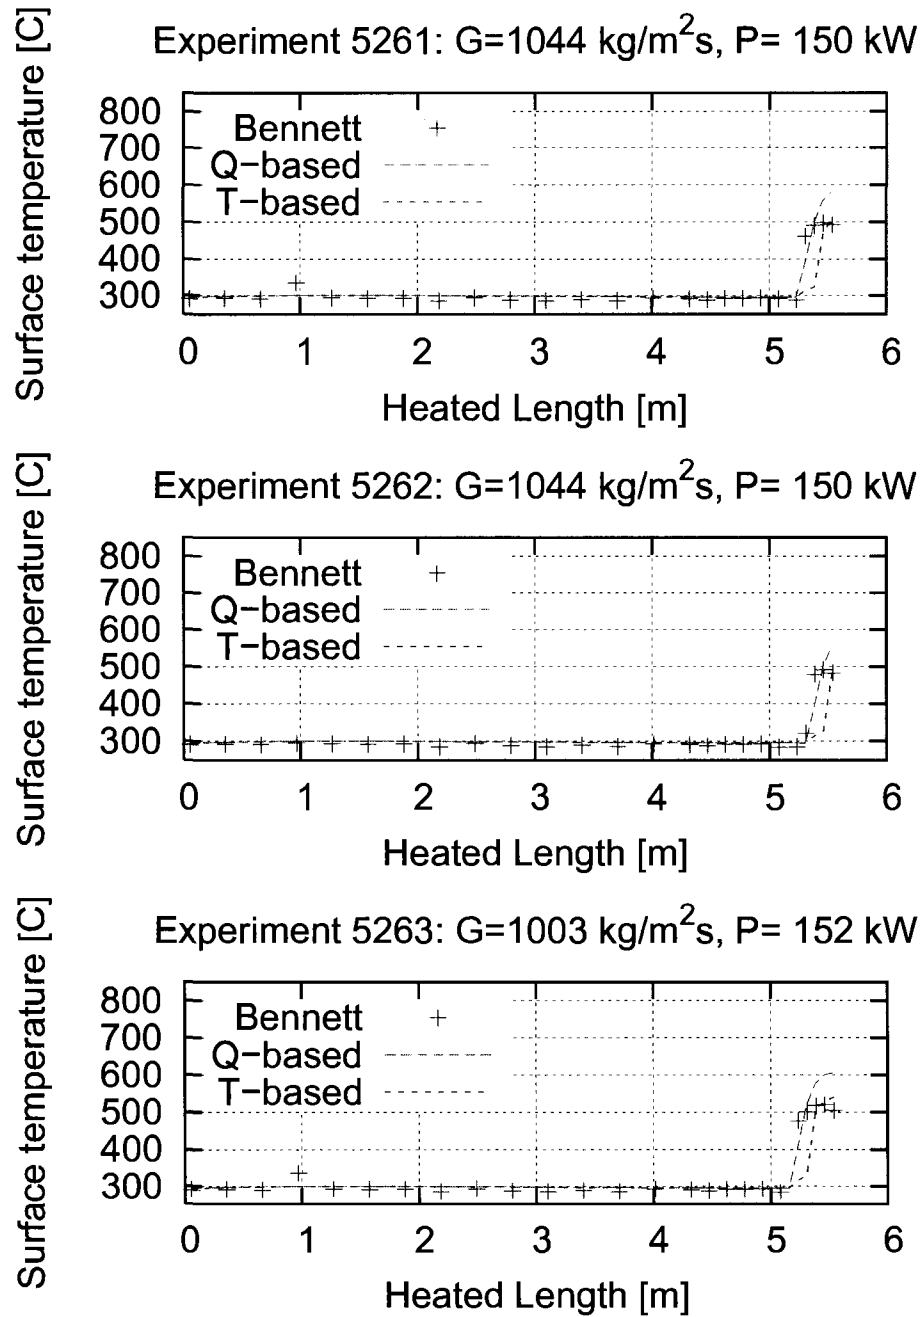 Experiment 5261: G=1044 kg/m²s, P= 150 kW
Surface temperature [C]
800
700
600
500
400
300
Bennett
Q-based
T-based
0 1 2 3 4 5 6
Heated Length [m]
Experiment 5262: G=1044 kg/m²s, P= 150 kW
Surface temperature [C]
800
700
600
500
400
300
Bennett
Q-based
T-based
0 1 2 3 4 5 6
Heated Length [m]
Experiment 5263: G=1003 kg/m²s, P= 152 kW
Surface temperature [C]
800
700
600
500
400
300
Bennett
Q-based
T-based
0 1 2 3 4 5 6
Heated Length [m]